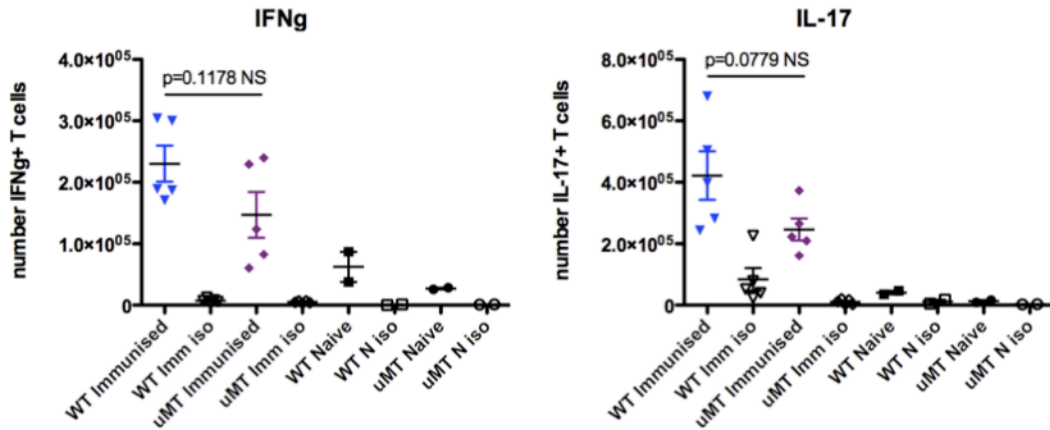 IFNg
number IFNg+ T cells
4.0×10⁰⁵
3.0×10⁰⁵
2.0×10⁰⁵
1.0×10⁰⁵
0
p=0.1178 NS
WT Immunised
WT Imm iso
uMT Immunised
uMT Imm iso
WT Naive
WT N iso
uMT Naive
uMT N iso
IL-17
number IL-17+ T cells
8.0×10⁰⁵
6.0×10⁰⁵
4.0×10⁰⁵
2.0×10⁰⁵
0
p=0.0779 NS
WT Immunised
WT Imm iso
uMT Immunised
uMT Imm iso
WT Naive
WT N iso
uMT Naive
uMT N iso